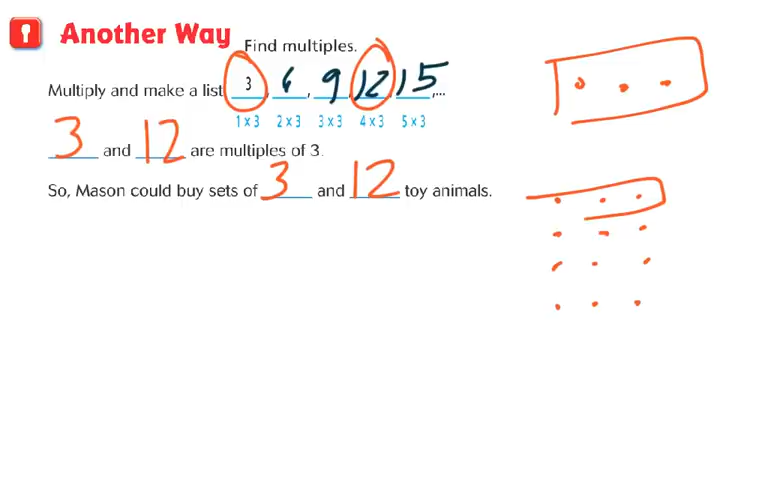 Another Way Find multiples.
Multiply and make a list 3, 6, 9, 12, 15, ...
1 x 3 2 x 3 3 x 3 4 x 3 5 x 3
3 and 12 are multiples of 3.
So, Mason could buy sets of 3 and 12 toy animals.